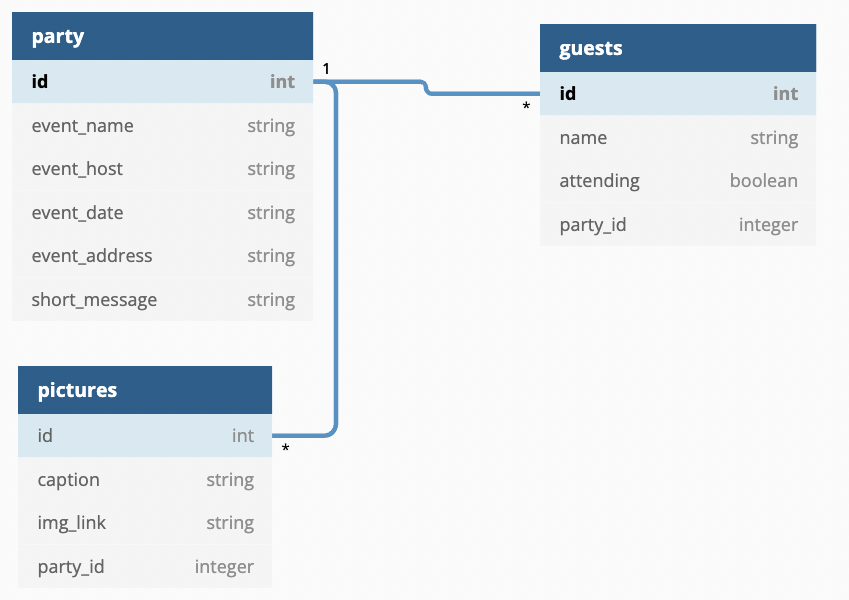 party
id int
event_name string
event_host string
event_date string
event_address string
short_message string
1
*
guests
id int
name string
attending boolean
party_id integer
pictures
id int
caption string
img_link string
party_id integer
*